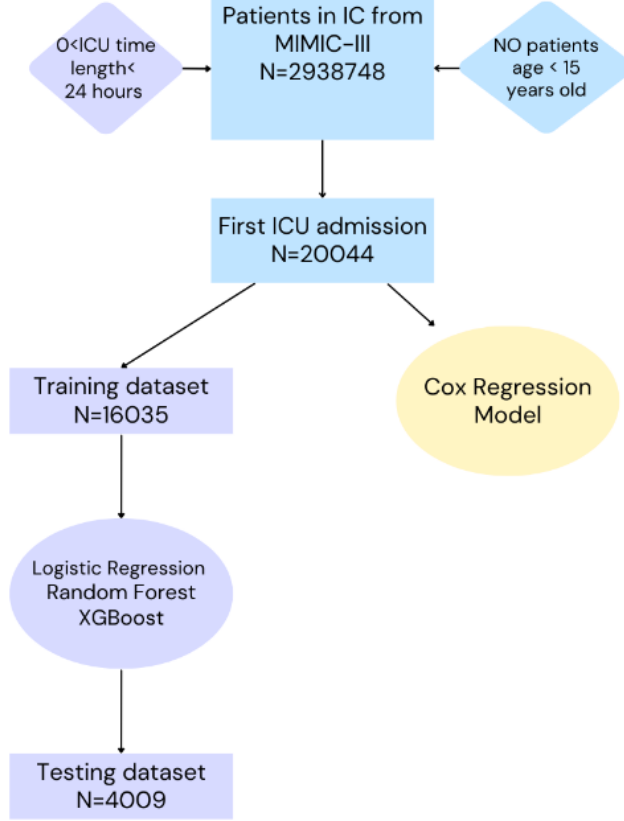 0<ICU time
length<
24 hours
Patients in IC from
MIMIC-III
N=2938748
NO patients
age < 15
years old
First ICU admission
N=20044
Training dataset
N=16035
Cox Regression
Model
Logistic Regression
Random Forest
XGBoost
Testing dataset
N=4009